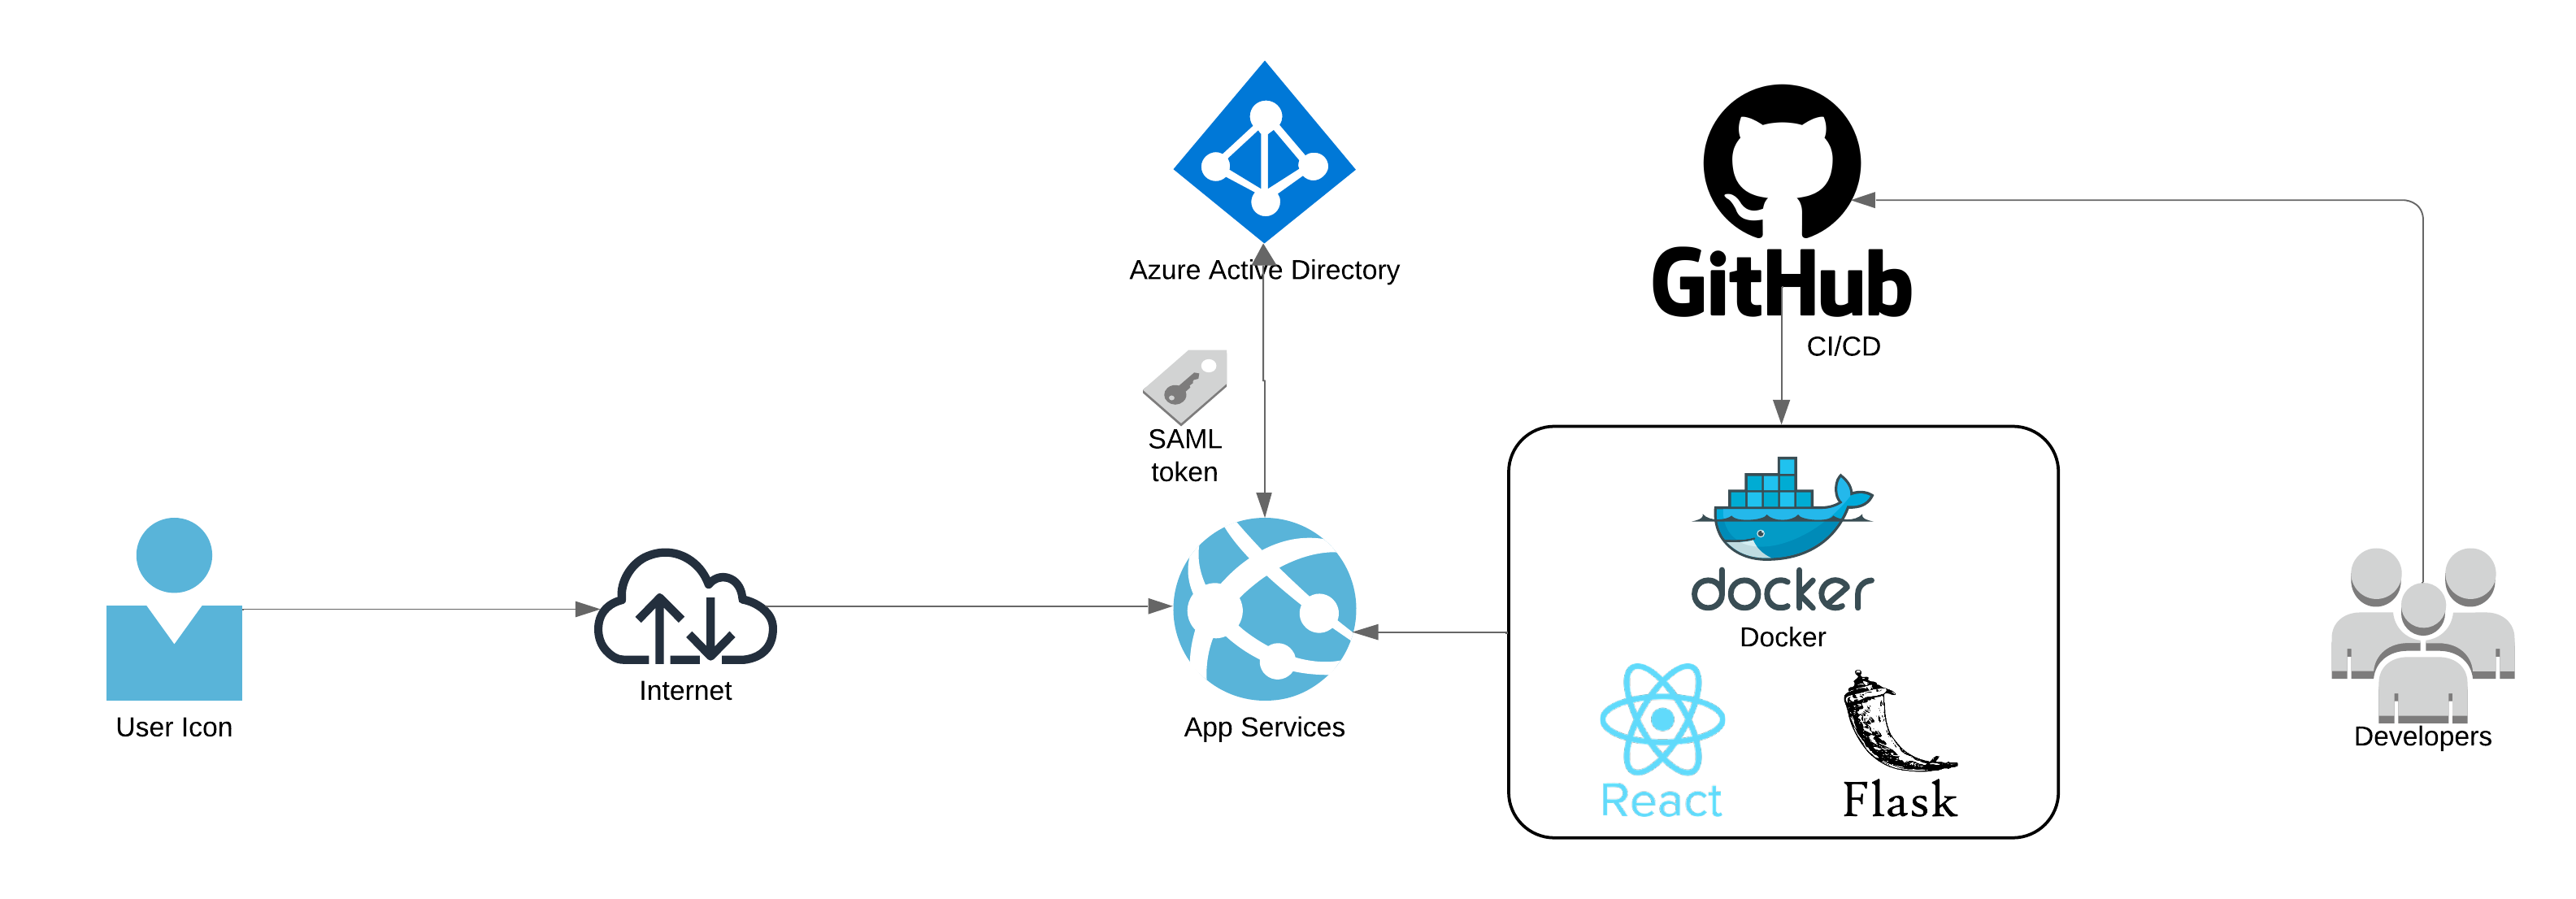 Azure Active Directory
GitHub
CI/CD
SAML
token
docker
Docker
Internet
User Icon
App Services
React
Flask
Developers